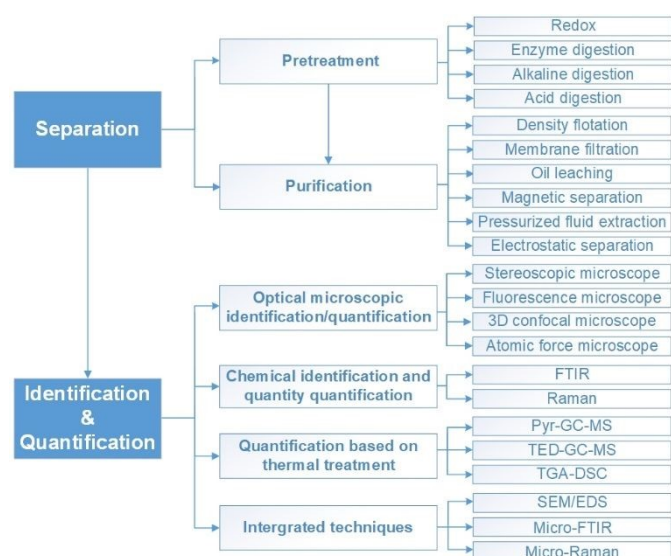 Separation
Pretreatment
Redox
Enzyme digestion
Alkaline digestion
Acid digestion
Purification
Density flotation
Membrane filtration
Oil leaching
Magnetic separation
Pressurized fluid extraction
Electrostatic separation
Identification
&
Quantification
Optical microscopic
identification/quantification
Stereoscopic microscope
Fluorescence microscope
3D confocal microscope
Atomic force microscope
Chemical identification and
quantity quantification
FTIR
Raman
Quantification based on
thermal treatment
Pyr-GC-MS
TED-GC-MS
TGA-DSC
Intergrated techniques
SEM/EDS
Micro-FTIR
Micro-Raman